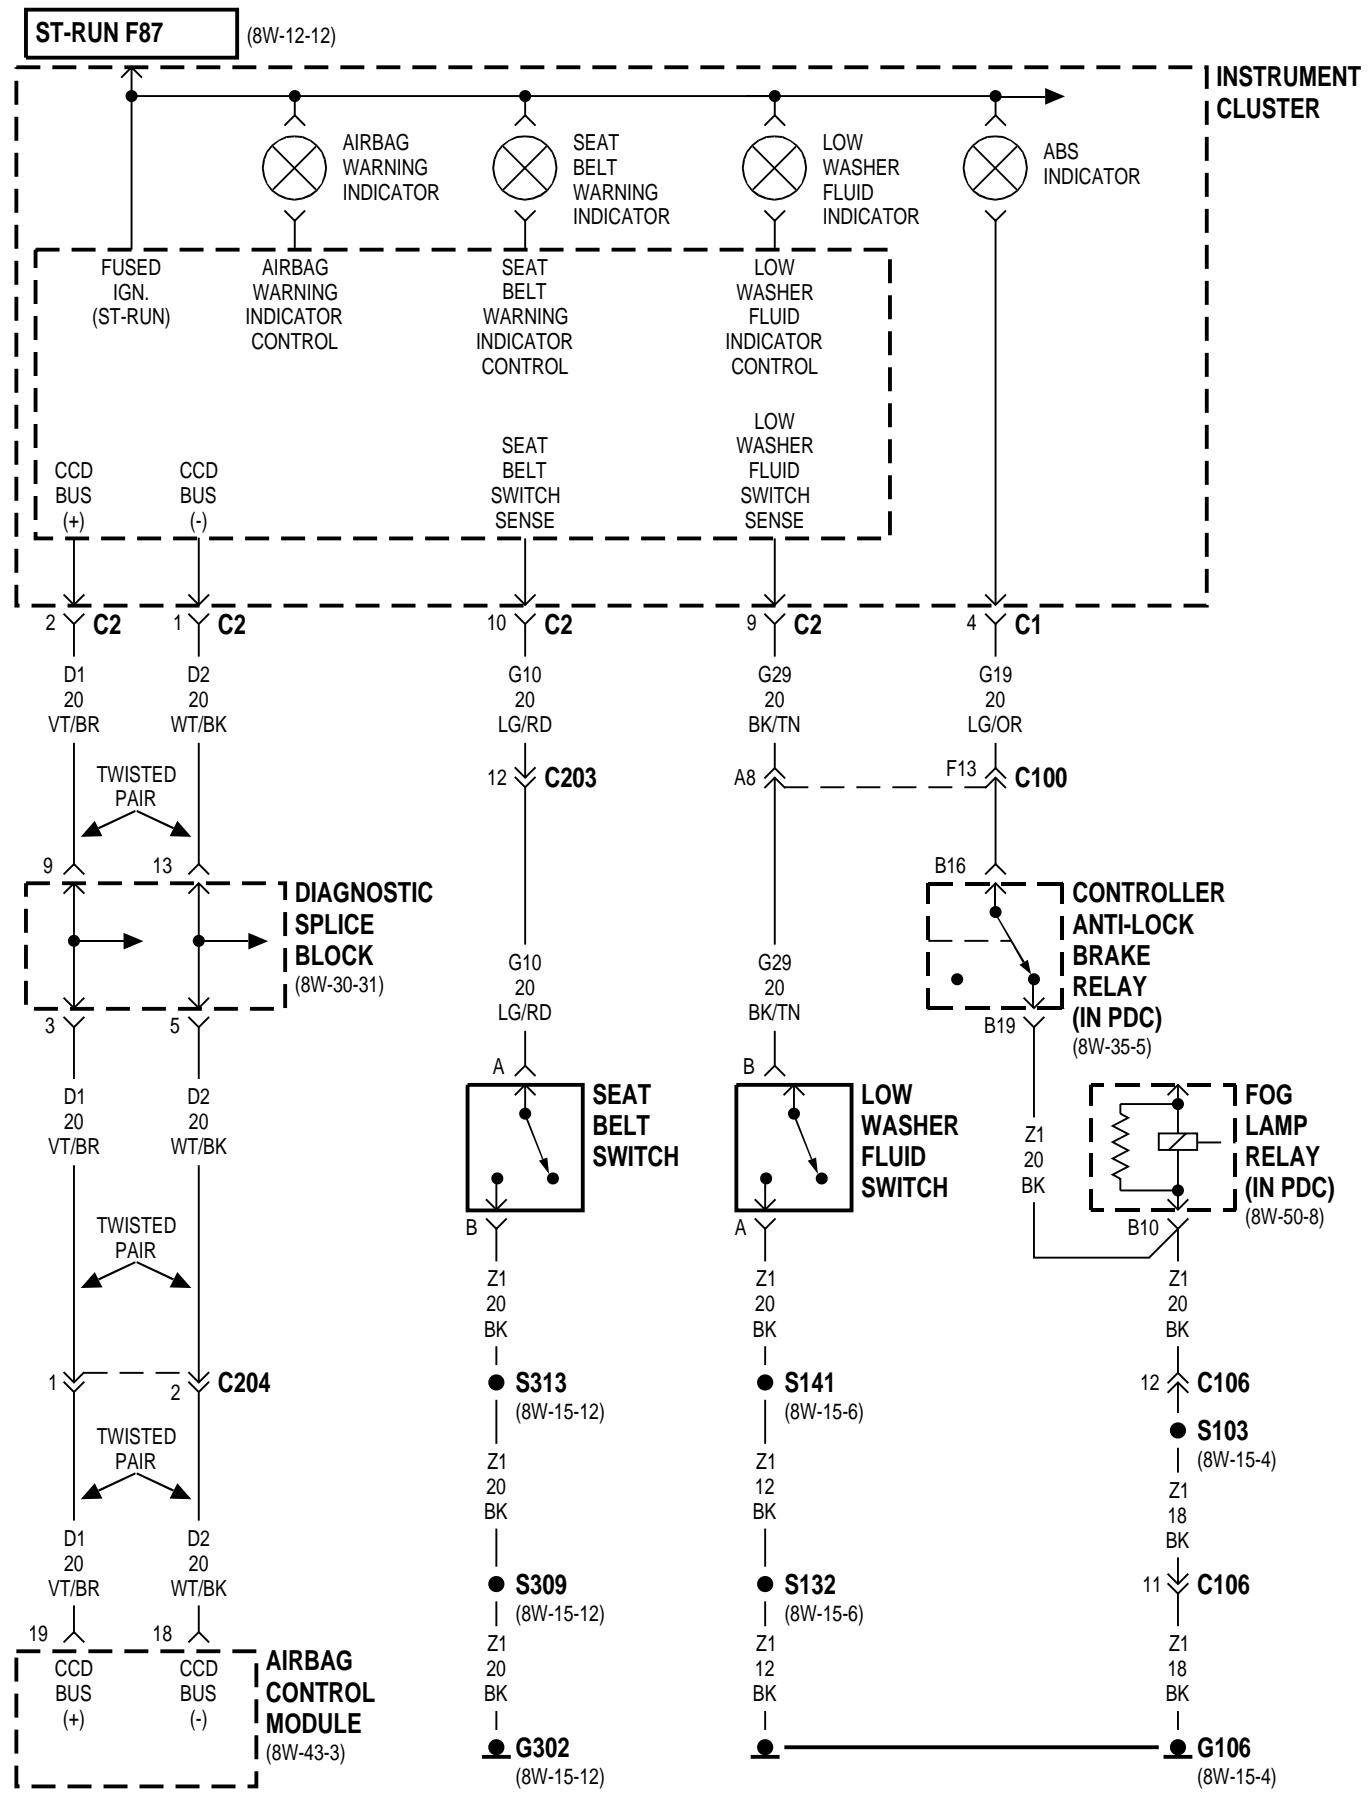 ST-RUN F87
(8W-12-12)
INSTRUMENT
CLUSTER
AIRBAG
WARNING
INDICATOR
SEAT
BELT
WARNING
INDICATOR
LOW
WASHER
FLUID
INDICATOR
ABS
INDICATOR
FUSED
IGN.
(ST-RUN)
AIRBAG
WARNING
INDICATOR
CONTROL
SEAT
BELT
WARNING
INDICATOR
CONTROL
LOW
WASHER
FLUID
INDICATOR
CONTROL
CCD
BUS
(+)
CCD
BUS
(-)
SEAT
BELT
SWITCH
SENSE
LOW
WASHER
FLUID
SWITCH
SENSE
2 C2
1 C2
10 C2
9 C2
4 C1
D1
20
VT/BR
D2
20
WT/BK
G10
20
LG/RD
G29
20
BK/TN
G19
20
LG/OR
TWISTED
PAIR
12 C203
A8
F13 C100
9
13
DIAGNOSTIC
SPLICE
BLOCK
(8W-30-31)
3
5
G10
20
LG/RD
G29
20
BK/TN
B16
CONTROLLER
ANTI-LOCK
BRAKE
RELAY
(IN PDC)
(8W-35-5)
B19
D1
20
VT/BR
D2
20
WT/BK
A
SEAT
BELT
SWITCH
B
B
LOW
WASHER
FLUID
SWITCH
A
Z1
20
BK
FOG
LAMP
RELAY
(IN PDC)
(8W-50-8)
B10
TWISTED
PAIR
Z1
20
BK
Z1
20
BK
Z1
20
BK
1
2 C204
S313
(8W-15-12)
S141
(8W-15-6)
12 C106
S103
(8W-15-4)
TWISTED
PAIR
Z1
20
BK
Z1
12
BK
Z1
18
BK
D1
20
VT/BR
D2
20
WT/BK
S309
(8W-15-12)
S132
(8W-15-6)
11 C106
19
18
CCD
BUS
(+)
CCD
BUS
(-)
AIRBAG
CONTROL
MODULE
(8W-43-3)
Z1
20
BK
Z1
12
BK
Z1
18
BK
G302
(8W-15-12)
G106
(8W-15-4)